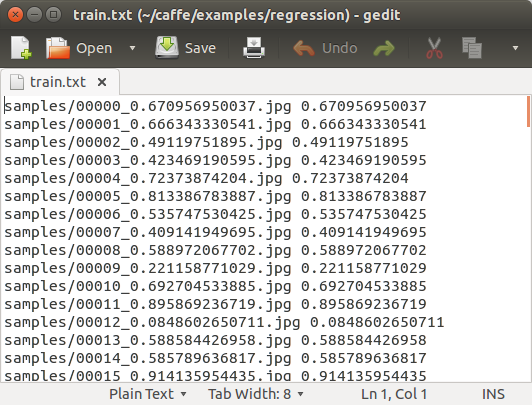 train.txt (~/caffe/examples/regression) - gedit
Open Save Undo
train.txt ×
samples/00000_0.670956950037.jpg 0.670956950037
samples/00001_0.666343330541.jpg 0.666343330541
samples/00002_0.49119751895.jpg 0.49119751895
samples/00003_0.423469190595.jpg 0.423469190595
samples/00004_0.72373874204.jpg 0.72373874204
samples/00005_0.813386783887.jpg 0.813386783887
samples/00006_0.535747530425.jpg 0.535747530425
samples/00007_0.409141949695.jpg 0.409141949695
samples/00008_0.588972067702.jpg 0.588972067702
samples/00009_0.221158771029.jpg 0.221158771029
samples/00010_0.692704533885.jpg 0.692704533885
samples/00011_0.895869236719.jpg 0.895869236719
samples/00012_0.0848602650711.jpg 0.0848602650711
samples/00013_0.588584426958.jpg 0.588584426958
samples/00014_0.585789636817.jpg 0.585789636817
samples/00015_0.914135954435.jpg 0.914135954435
Plain Text Tab Width: 8 Ln 1, Col 1 INS